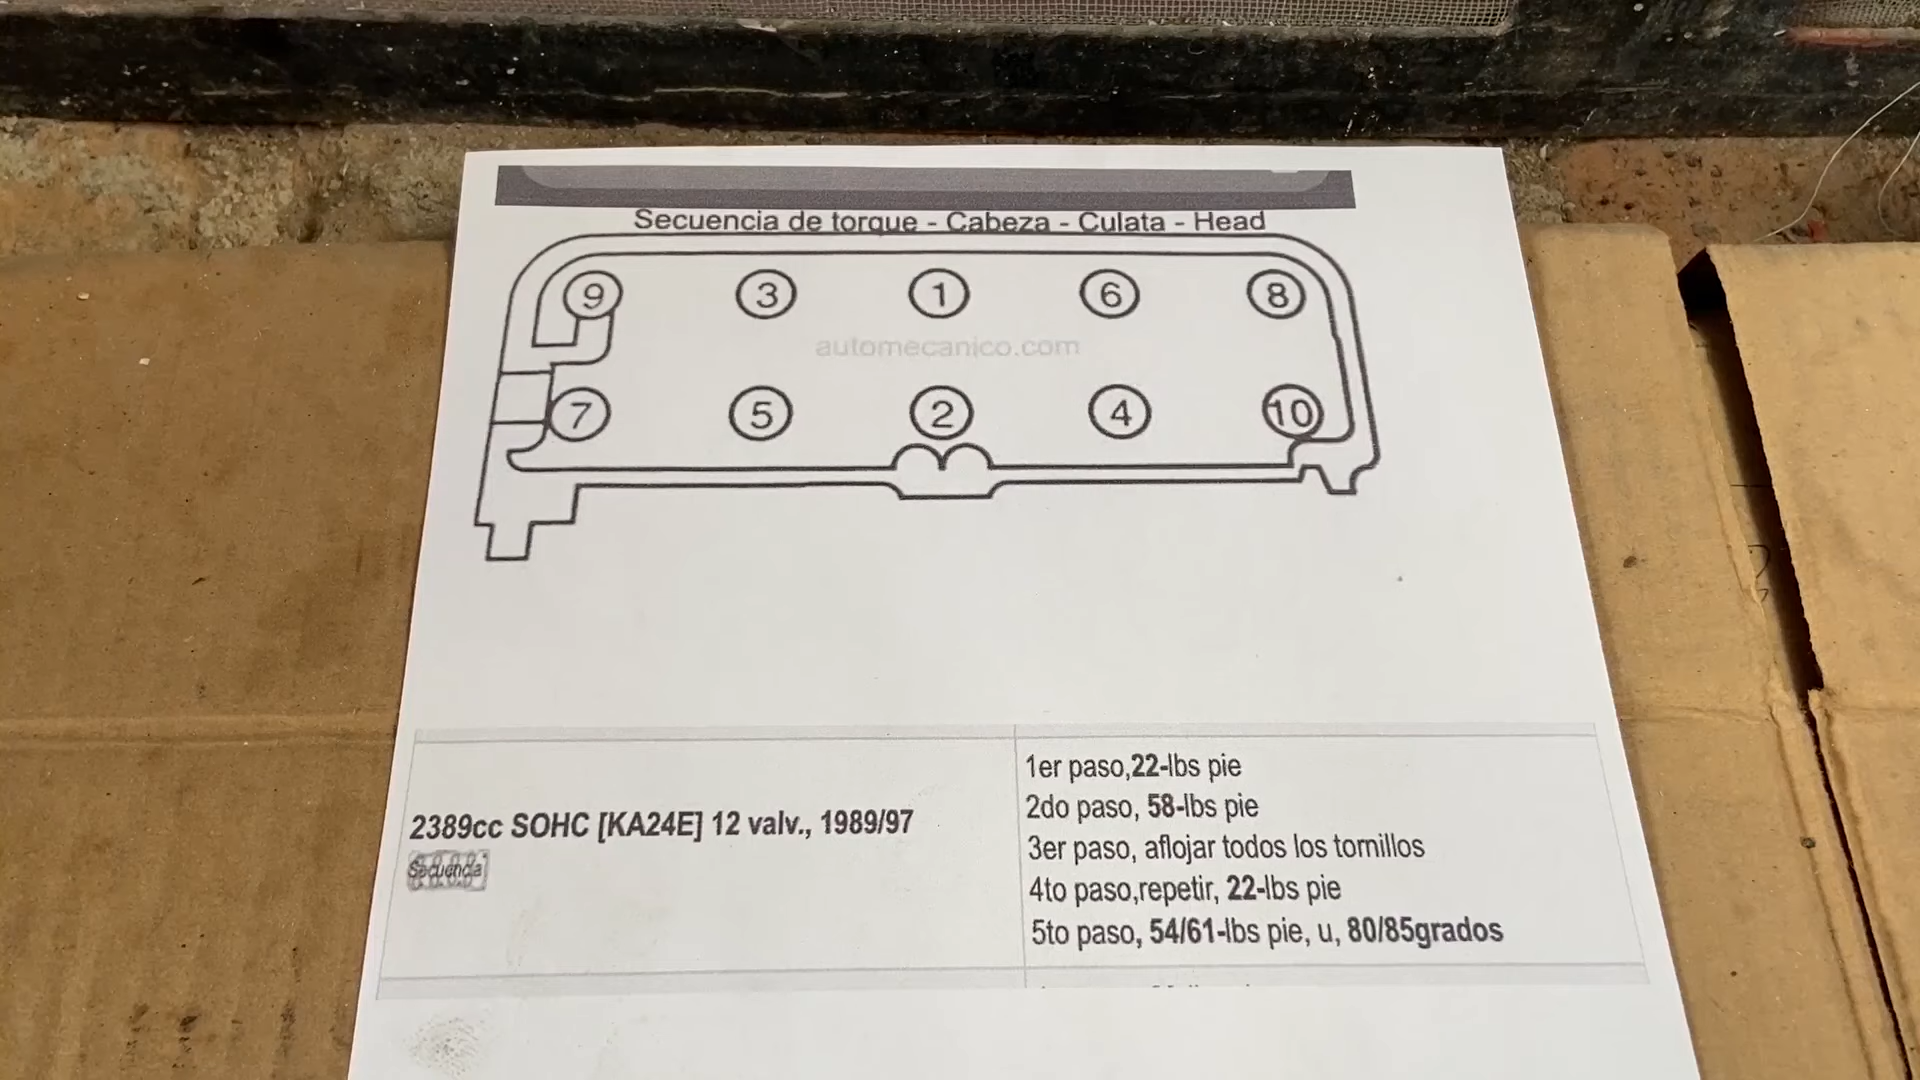 Secuencia de torque - Cabeza - Culata - Head
9 3 1 6 8
automecanico.com
7 5 2 4 10
2389cc SOHC [KA24E] 12 valv., 1989/97
Secuencia
1er paso,22-lbs pie
2do paso, 58-lbs pie
3er paso, aflojar todos los tornillos
4to paso,repetir, 22-lbs pie
5to paso, 54/61-lbs pie, u, 80/85grados